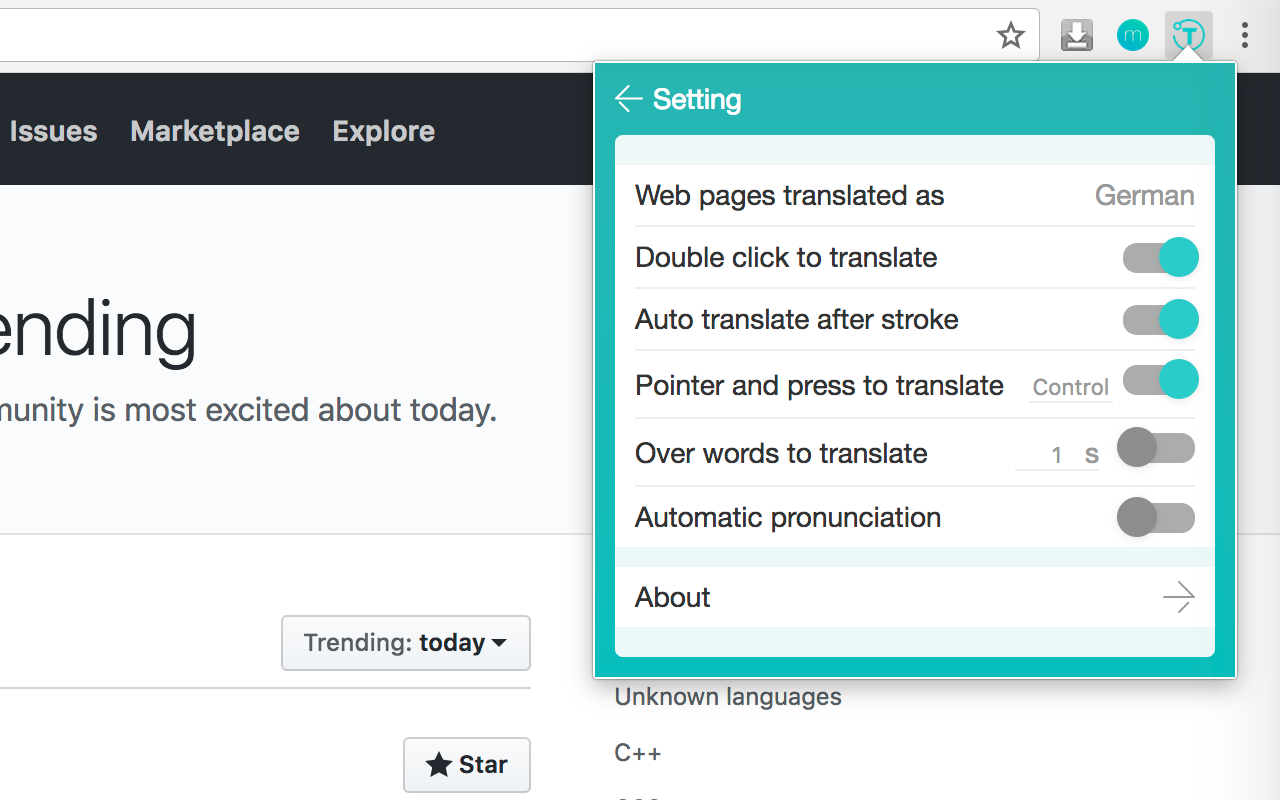 m
T
Setting
Issues Marketplace Explore
Web pages translated as German
Double click to translate
Auto translate after stroke
Pointer and press to translate Control
Over words to translate 1 S
Automatic pronunciation
About
ending
munity is most excited about today.
Trending: today
Star
Unknown languages
C++